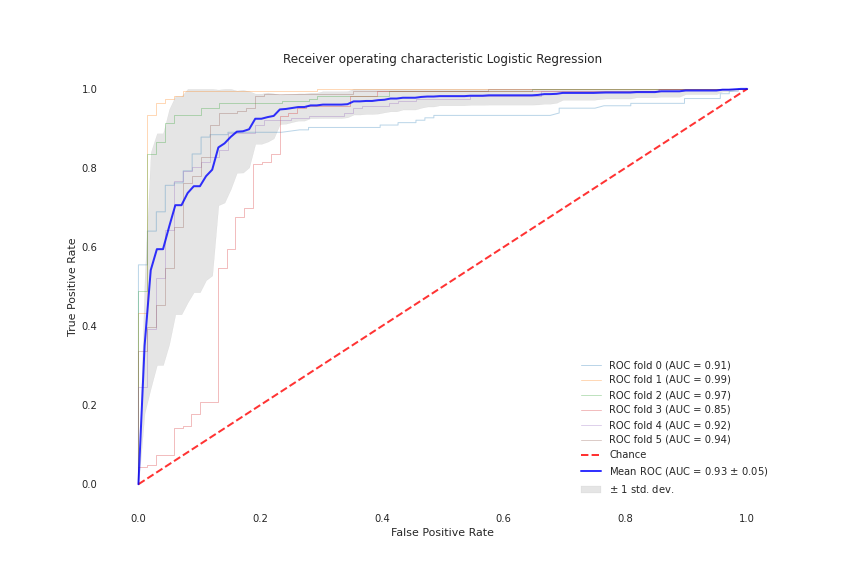 Receiver operating characteristic Logistic Regression
True Positive Rate
1.0
0.8
0.6
0.4
0.2
0.0
ROC fold 0 (AUC = 0.91)
ROC fold 1 (AUC = 0.99)
ROC fold 2 (AUC = 0.97)
ROC fold 3 (AUC = 0.85)
ROC fold 4 (AUC = 0.92)
ROC fold 5 (AUC = 0.94)
Chance
Mean ROC (AUC = 0.93 ± 0.05)
± 1 std. dev.
0.0 0.2 0.4 0.6 0.8 1.0
False Positive Rate